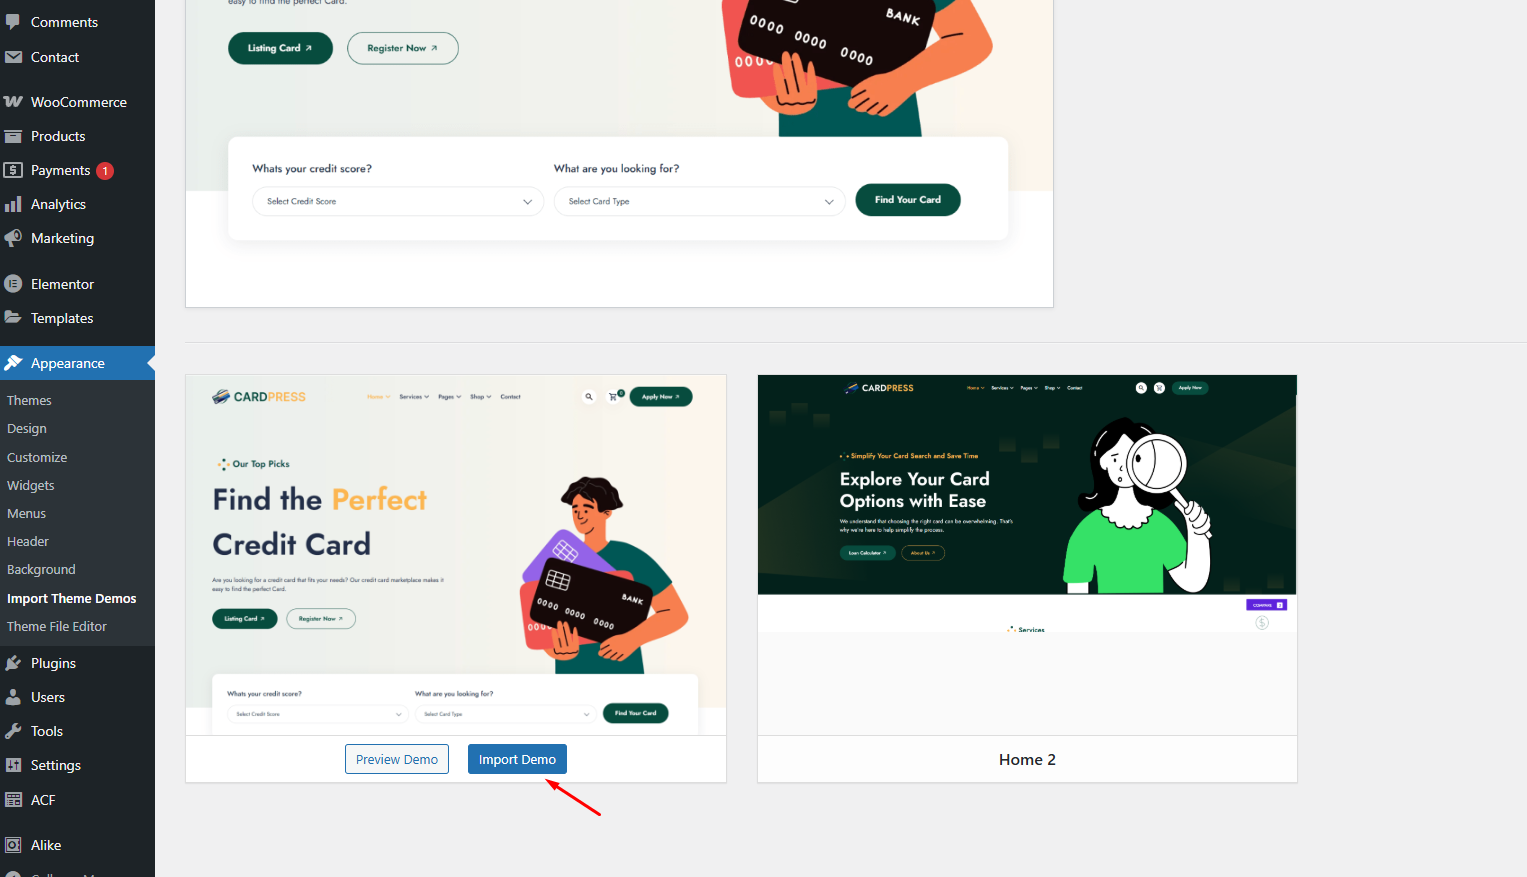 Comments
Contact
WooCommerce
Products
Payments 1
Analytics
Marketing
Elementor
Templates
Appearance
Themes
Design
Customize
Widgets
Menus
Header
Background
Import Theme Demos
Theme File Editor
Plugins
Users
Tools
Settings
ACF
Alike
easy to find the perfect Card.
Listing Card
Register Now
BANK
0000 0000 0000
000
Whats your credit score?
What are you looking for?
Select Credit Score
Select Card Type
Find Your Card
CARDPRESS
Home
Services
Pages
Shop
Contact
0
Apply Now
Our Top Picks
Find the Perfect
Credit Card
Are you looking for a credit card that fits your needs? Our credit card marketplace makes it
easy to find the perfect Card.
Listing Card
Register Now
BANK
0000 0000 0000
000
Whats your credit score?
What are you looking for?
Select Credit Score
Select Card Type
Find Your Card
Preview Demo
Import Demo
CARDPRESS
Home
Services
Pages
Shop
Contact
Apply Now
Simplify Your Card Search and Save Time
Explore Your Card
Options with Ease
We understand that choosing the right card can be overwhelming. That's
why we're here to help simplify the process.
Loan Calculator
About Us
COMPARE
$
Services
Home 2